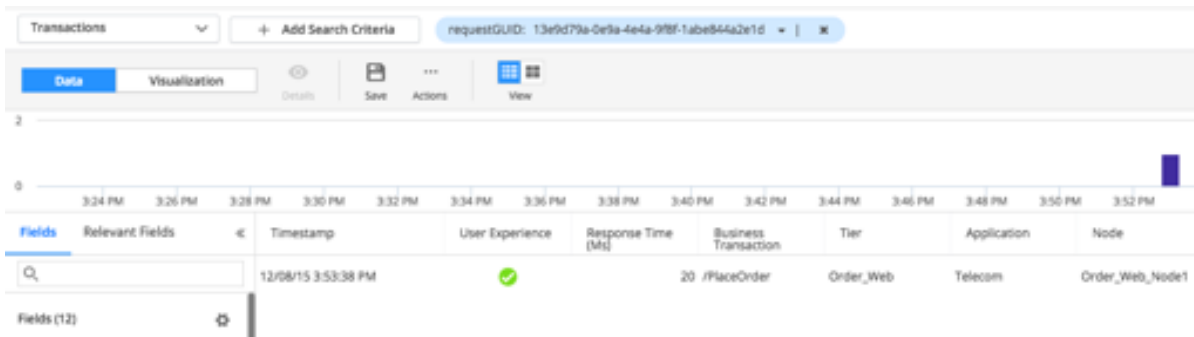 Transactions
+ Add Search Criteria
requestGUID: 13e9d79a-0e9a-4e4a-9f8f-1abe844a2e1d
Data
Visualization
Details
Save
Actions
View
2
0
3:24 PM 3:26 PM 3:28 PM 3:30 PM 3:32 PM 3:34 PM 3:36 PM 3:38 PM 3:40 PM 3:42 PM 3:44 PM 3:46 PM 3:48 PM 3:50 PM 3:52 PM
Fields Relevant Fields «
Timestamp User Experience Response Time (Ms) Business Transaction Tier Application Node
12/08/15 3:53:38 PM 20 /PlaceOrder Order_Web Telecom Order_Web_Node1
Fields (12)